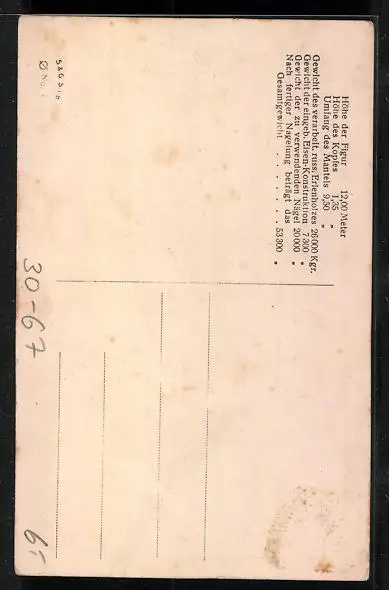 Höhe der Figur 12,00 Meter
Höhe des Kopfes 1,35 "
Umfang des Mantels 9,50 "
Gewicht des verarbeit. russ. Erlenholzes 26000 Kgr.
Gewicht der eingeb. Eisen-Konstruktion 7300 "
Gewicht der zu verwendenden Nägel 20000 "
Nach fertiger Nagelung beträgt das
Gesamtgewicht . . . . . . . 53300 "
30-67
6-